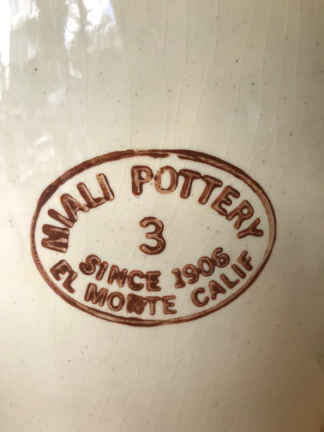 MIALI POTTERY
3
SINCE 1906
EL MONTE CALIF